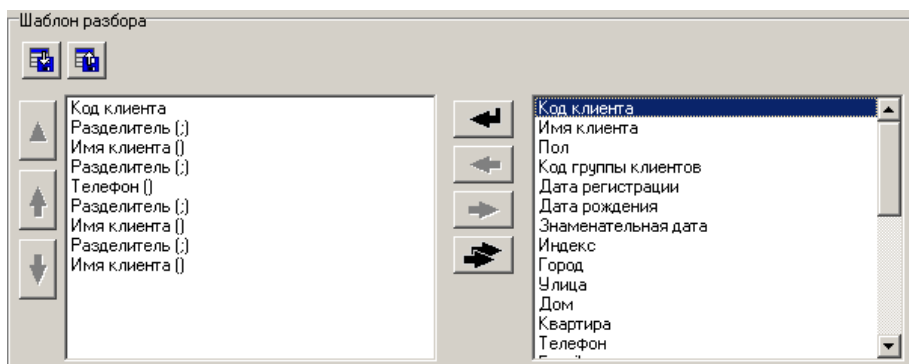 Шаблон разбора
Код клиента
Разделитель (;)
Имя клиента ()
Разделитель (;)
Телефон ()
Разделитель (;)
Имя клиента ()
Разделитель (;)
Имя клиента ()
Код клиента
Имя клиента
Пол
Код группы клиентов
Дата регистрации
Дата рождения
Знаменательная дата
Индекс
Город
Улица
Дом
Квартира
Телефон